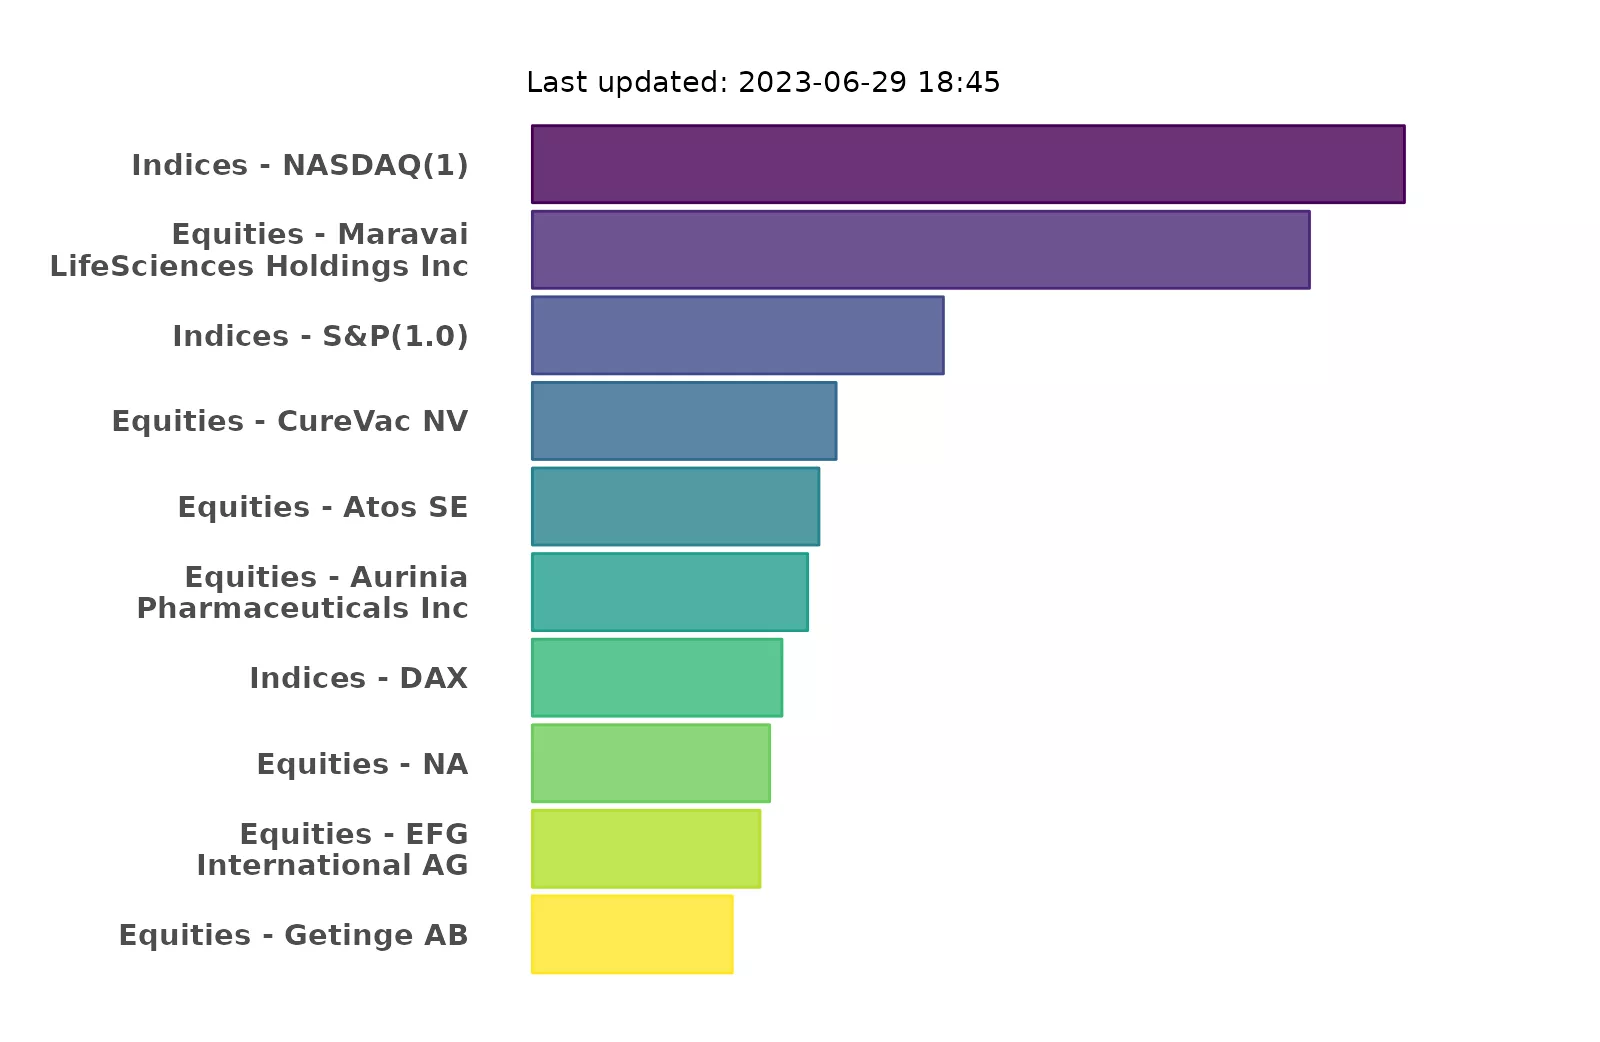 Last updated: 2023-06-29 18:45
Indices - NASDAQ(1)
Equities - Maravai
LifeSciences Holdings Inc
Indices - S&P(1.0)
Equities - CureVac NV
Equities - Atos SE
Equities - Aurinia
Pharmaceuticals Inc
Indices - DAX
Equities - NA
Equities - EFG
International AG
Equities - Getinge AB